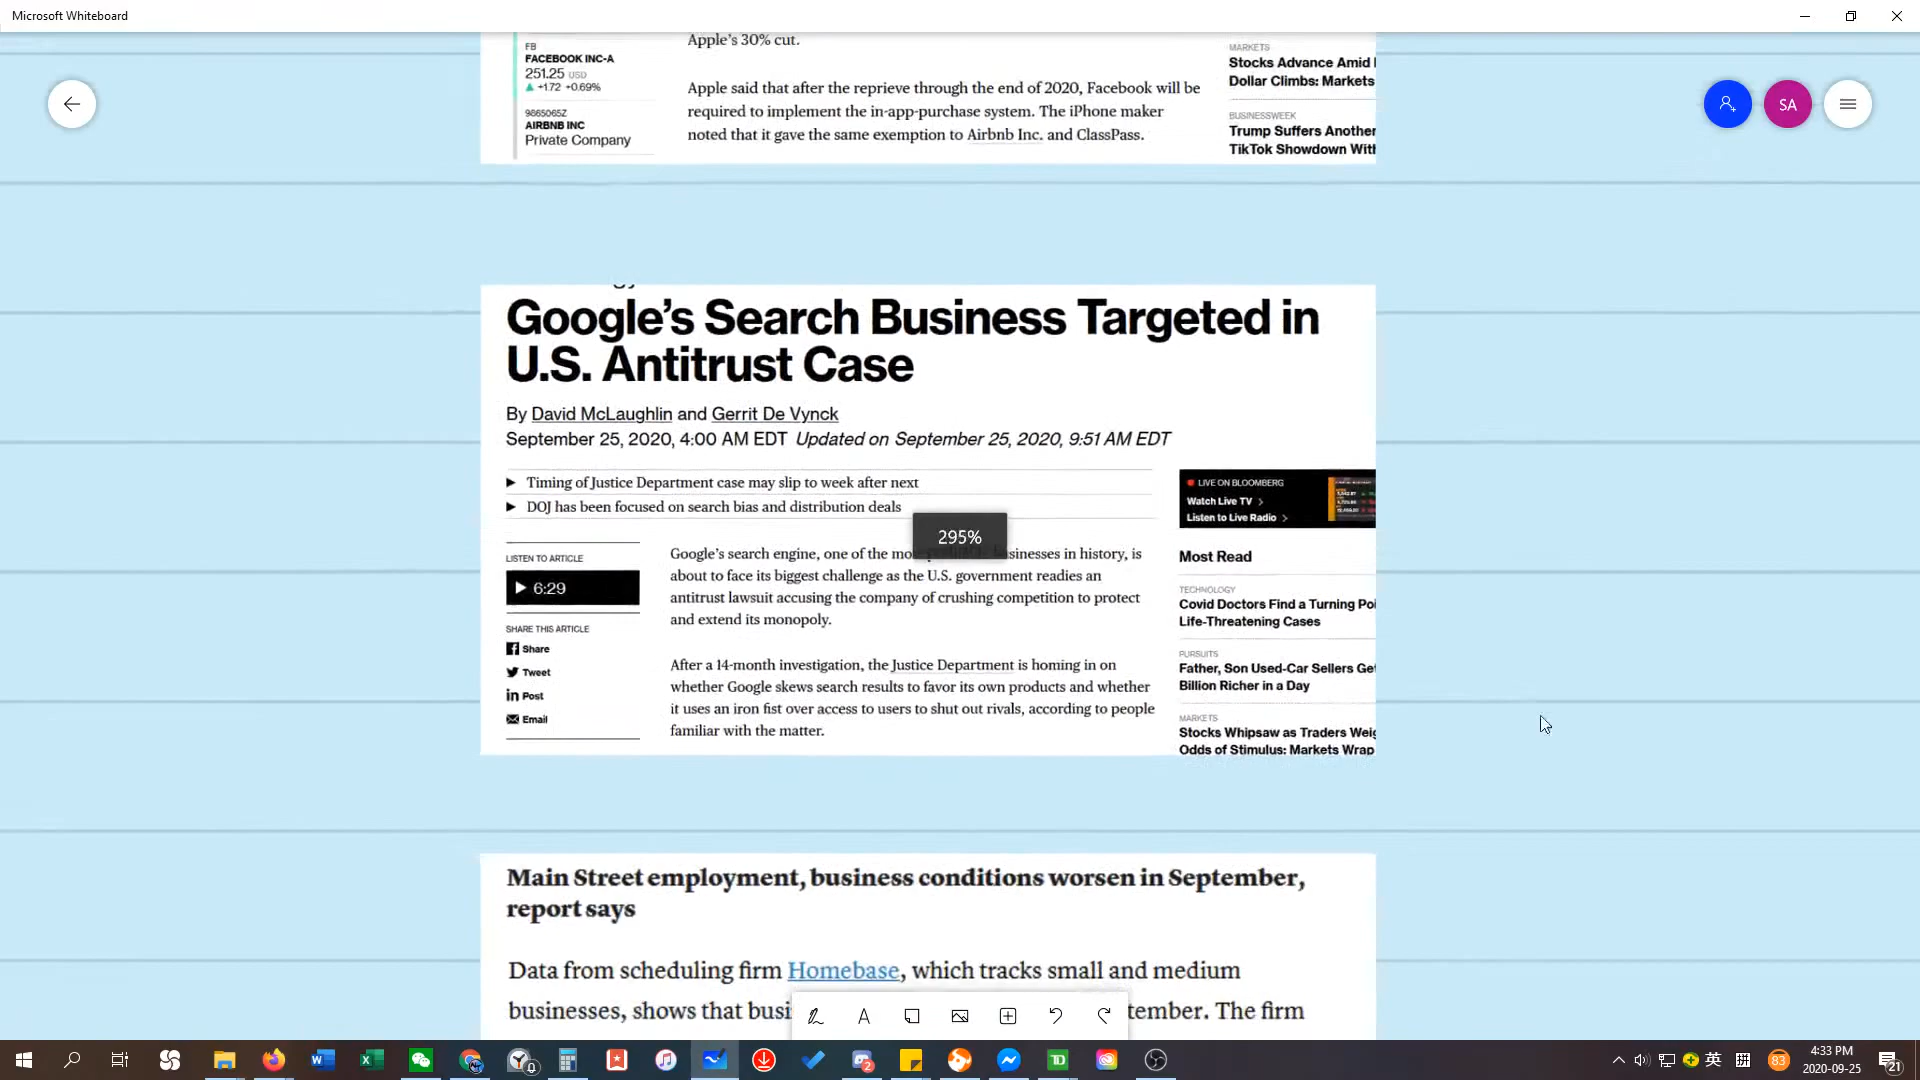 Microsoft Whiteboard
FB
FACEBOOK INC-A
251.25 USD
▲ +1.72 +0.69%
9865065Z
AIRBNB INC
Private Company
Apple's 30% cut.
Apple said that after the reprieve through the end of 2020, Facebook will be
required to implement the in-app-purchase system. The iPhone maker
noted that it gave the same exemption to Airbnb Inc. and ClassPass.
MARKETS
Stocks Advance Amid
Dollar Climbs: Markets
BUSINESSWEEK
Trump Suffers Another
TikTok Showdown With
SA
Google's Search Business Targeted in
U.S. Antitrust Case
By David McLaughlin and Gerrit De Vynck
September 25, 2020, 4:00 AM EDT Updated on September 25, 2020, 9:51 AM EDT
▶ Timing of Justice Department case may slip to week after next
▶ DOJ has been focused on search bias and distribution deals
295%
LISTEN TO ARTICLE
▶ 6:29
SHARE THIS ARTICLE
Share
Tweet
Post
Email
Google's search engine, one of the businesses in history, is
about to face its biggest challenge as the U.S. government readies an
antitrust lawsuit accusing the company of crushing competition to protect
and extend its monopoly.
After a 14-month investigation, the Justice Department is homing in on
whether Google skews search results to favor its own products and whether
it uses an iron fist over access to users to shut out rivals, according to people
familiar with the matter.
LIVE ON BLOOMBERG
Watch Live TV >
Listen to Live Radio >
Most Read
TECHNOLOGY
Covid Doctors Find a Turning
Life-Threatening Cases
PURSUITS
Father, Son Used-Car Sellers
Billion Richer in a Day
MARKETS
Stocks Whipsaw as Traders
Odds of Stimulus: Markets Wrap
Main Street employment, business conditions worsen in September,
report says
Data from scheduling firm Homebase, which tracks small and medium
businesses, shows that The firm
英
83
4:33 PM
2020-09-25
21